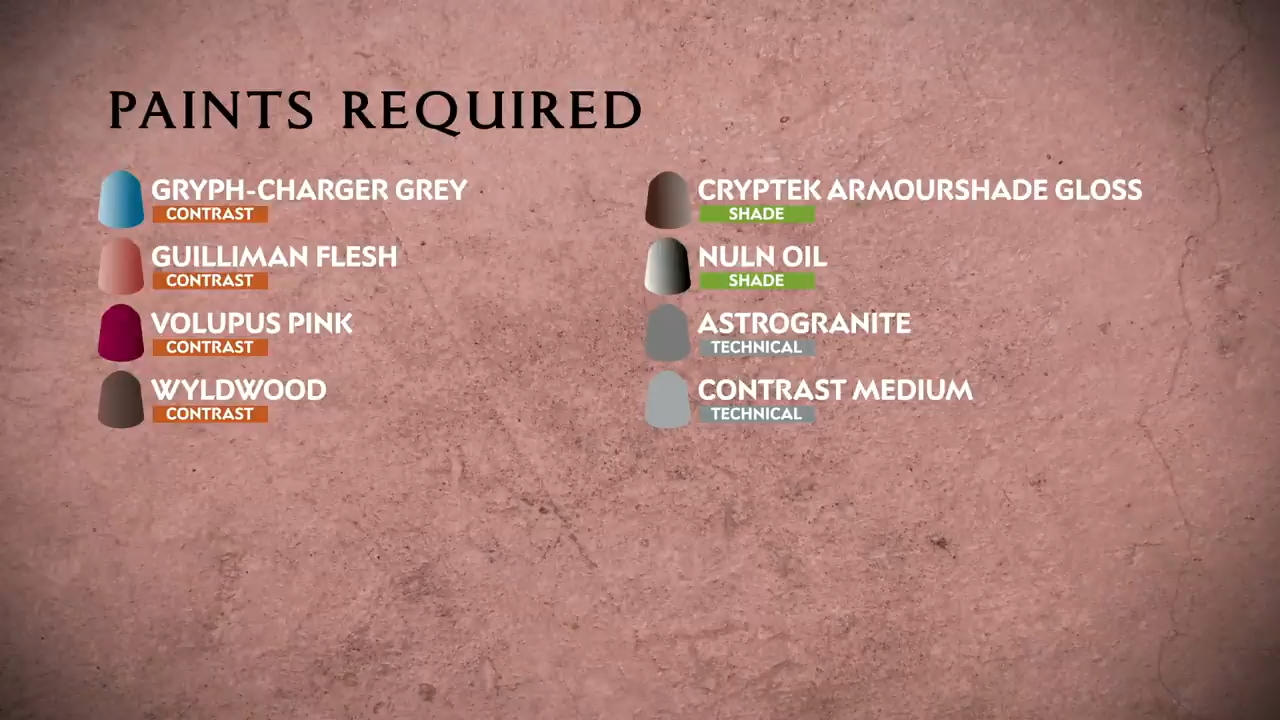 PAINTS REQUIRED
GRYPH-CHARGER GREY
CONTRAST
GUILLIMAN FLESH
CONTRAST
VOLUPUS PINK
CONTRAST
WYLDWOOD
CONTRAST
CRYPTEK ARMOURSHADE GLOSS
SHADE
NULN OIL
SHADE
ASTROGRANITE
TECHNICAL
CONTRAST MEDIUM
TECHNICAL